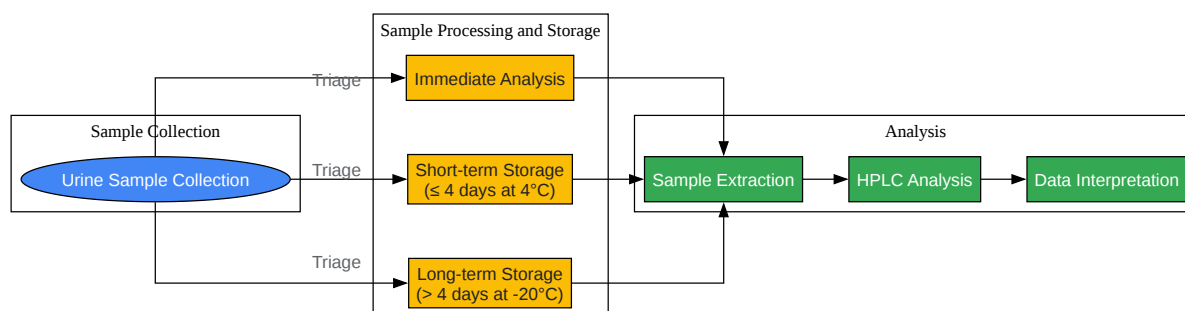 Sample Processing and Storage
Triage
Immediate Analysis
Sample Collection
Analysis
Urine Sample Collection
Triage
Short-term Storage
(≤ 4 days at 4°C)
Sample Extraction
HPLC Analysis
Data Interpretation
Triage
Long-term Storage
(> 4 days at -20°C)